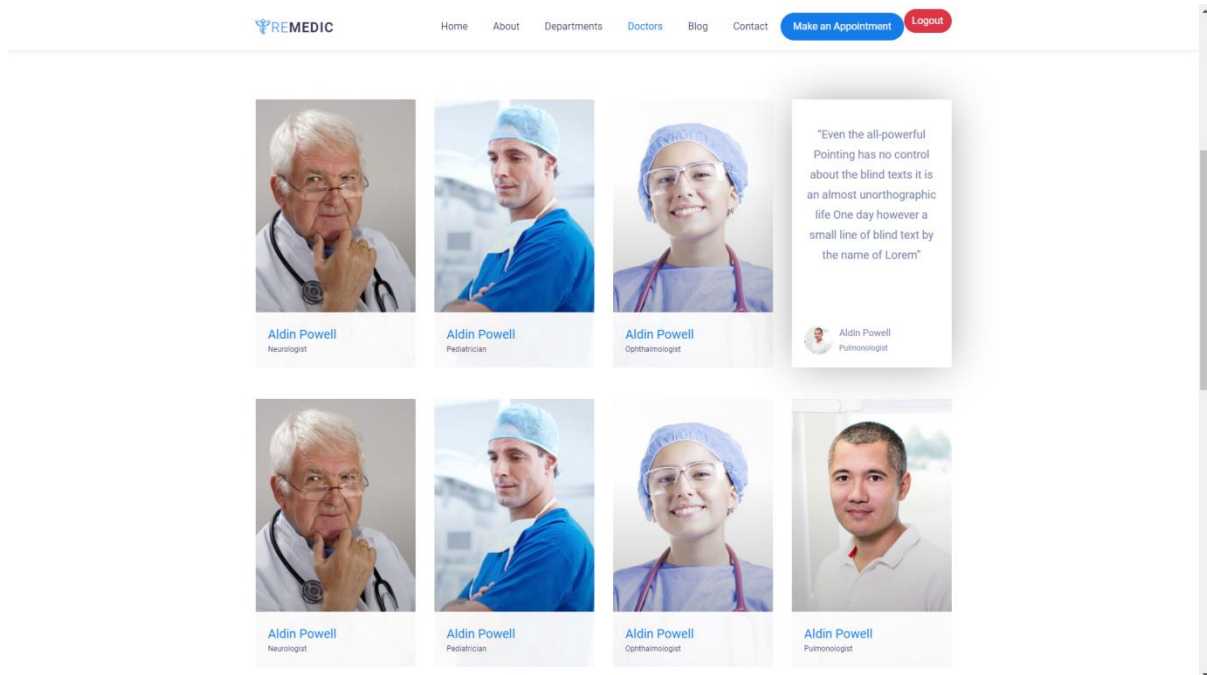 REMEDIC Home About Departments Doctors Blog Contact Make an Appointment Logout
“Even the all-powerful
Pointing has no control
about the blind texts it is
an almost unorthographic
life One day however a
small line of blind text by
the name of Lorem“
Aldin Powell
Neurologist
Aldin Powell
Pediatrician
Aldin Powell
Ophthalmologist
Aldin Powell
Pulmonologist
Aldin Powell
Neurologist
Aldin Powell
Pediatrician
Aldin Powell
Ophthalmologist
Aldin Powell
Pulmonologist